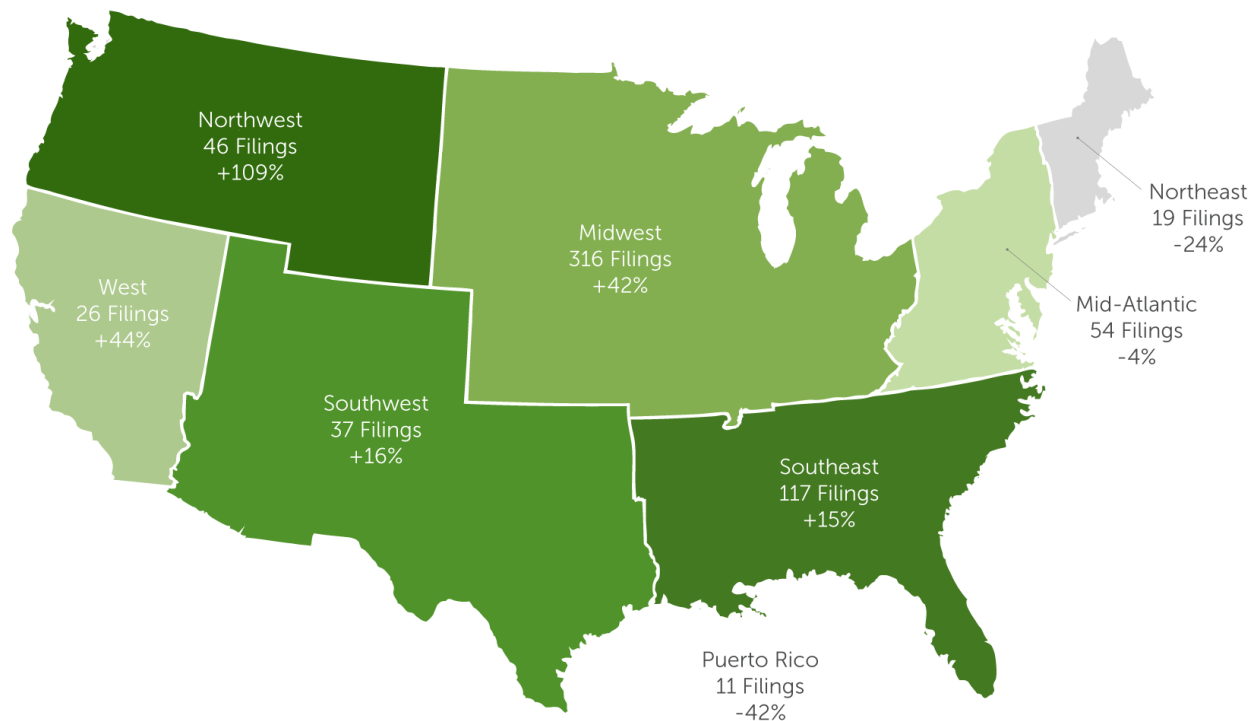 Northwest
46 Filings
+109%
Midwest
316 Filings
+42%
Northeast
19 Filings
-24%
West
26 Filings
+44%
Mid-Atlantic
54 Filings
-4%
Southwest
37 Filings
+16%
Southeast
117 Filings
+15%
Puerto Rico
11 Filings
-42%